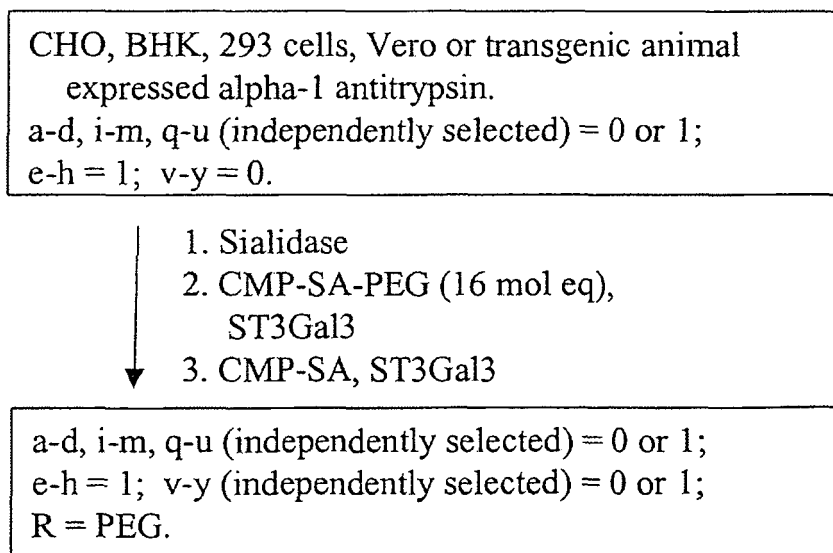 CHO, BHK, 293 cells, Vero or transgenic animal
expressed alpha-1 antitrypsin.
a-d, i-m, q-u (independently selected) = 0 or 1;
e-h = 1; v-y = 0.
1. Sialidase
2. CMP-SA-PEG (16 mol eq),
ST3Gal3
3. CMP-SA, ST3Gal3
a-d, i-m, q-u (independently selected) = 0 or 1;
e-h = 1; v-y (independently selected) = 0 or 1;
R = PEG.